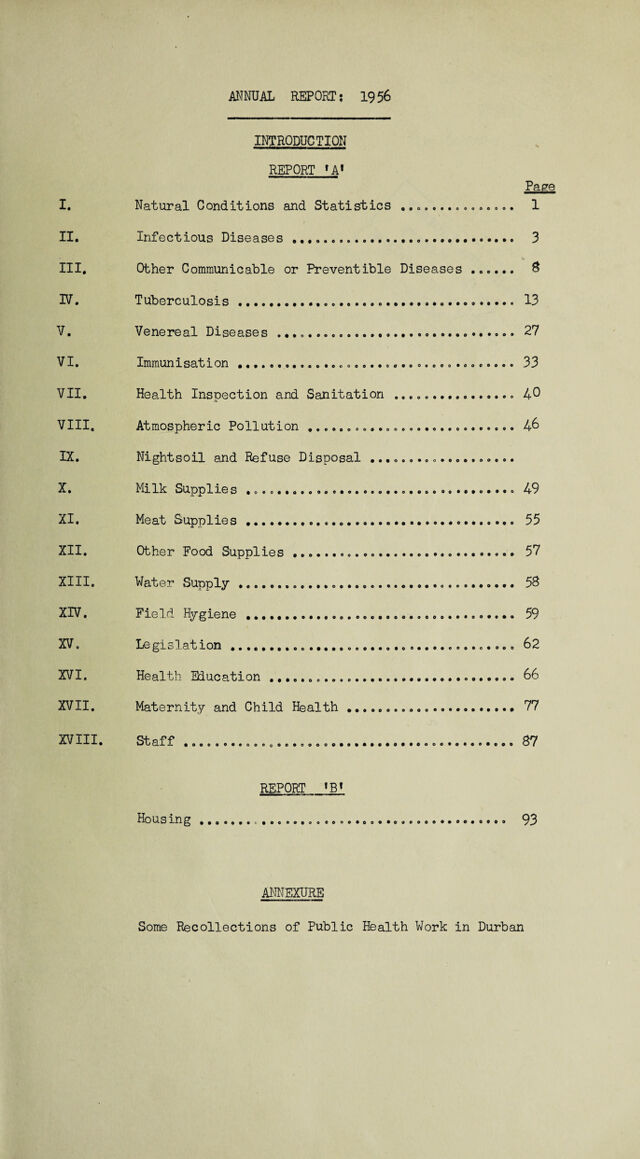 ANNUAL REPORT: 1956
INTRODUCTION
REPORT 'A'
Page
I. Natural Conditions and Statistics ............... 1
II. Infectious Diseases ............................. 3
III. Other Communicable or Preventible Diseases ...... 8
IV. Tuberculosis .................................... 13
V. Venereal Diseases ............................... 27
VI. Immunisation .................................... 33
VII. Health Inspection and Sanitation ................ 40
VIII. Atmospheric Pollution ........................... 46
IX. Nightsoil and Refuse Disposal ...................
X. Milk Supplies ................................... 49
XI. Meat Supplies ................................... 55
XII. Other Food Supplies ............................. 57
XIII. Water Supply .................................... 58
XIV. Field Hygiene ................................... 59
XV. Legislation ..................................... 62
XVI. Health Education ................................ 66
XVII. Maternity and Child Health ...................... 77
XVIII. Staff ........................................... 87
REPORT 'B'
Housing ........................................ 93
ANNEXURE
Some Recollections of Public Health Work in Durban